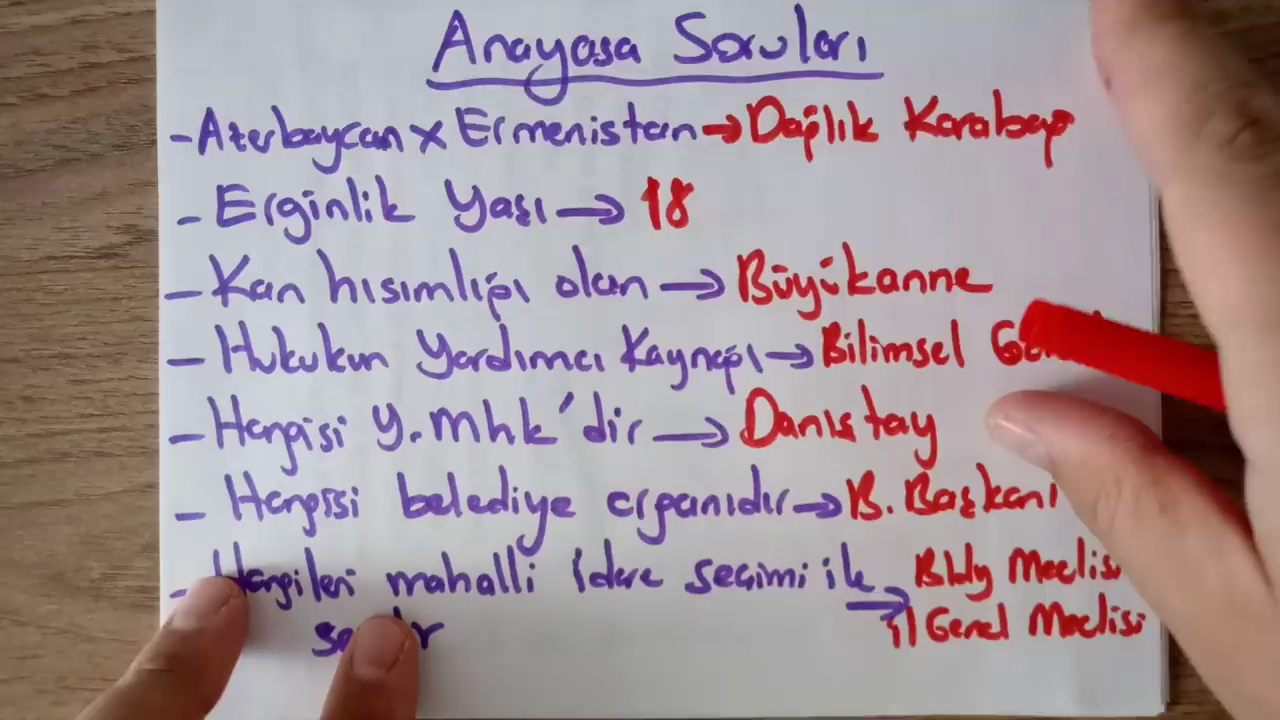 Anayasa Soruları
- Azerbaycan x Ermenistan → Dağlık Karabağ
- Erginlik Yaşı → 18
- Kan hısımlığı olan → Büyükanne
- Hukukun Yardımcı Kaynağı → Bilimsel
- Hangisi Y.mhk'dir → Danıştay
- Hangisi belediye organıdır → B. Başkanı
- Hangileri mahalli idare seçimi ile → Bldy Meclisi
İl Genel Meclisi